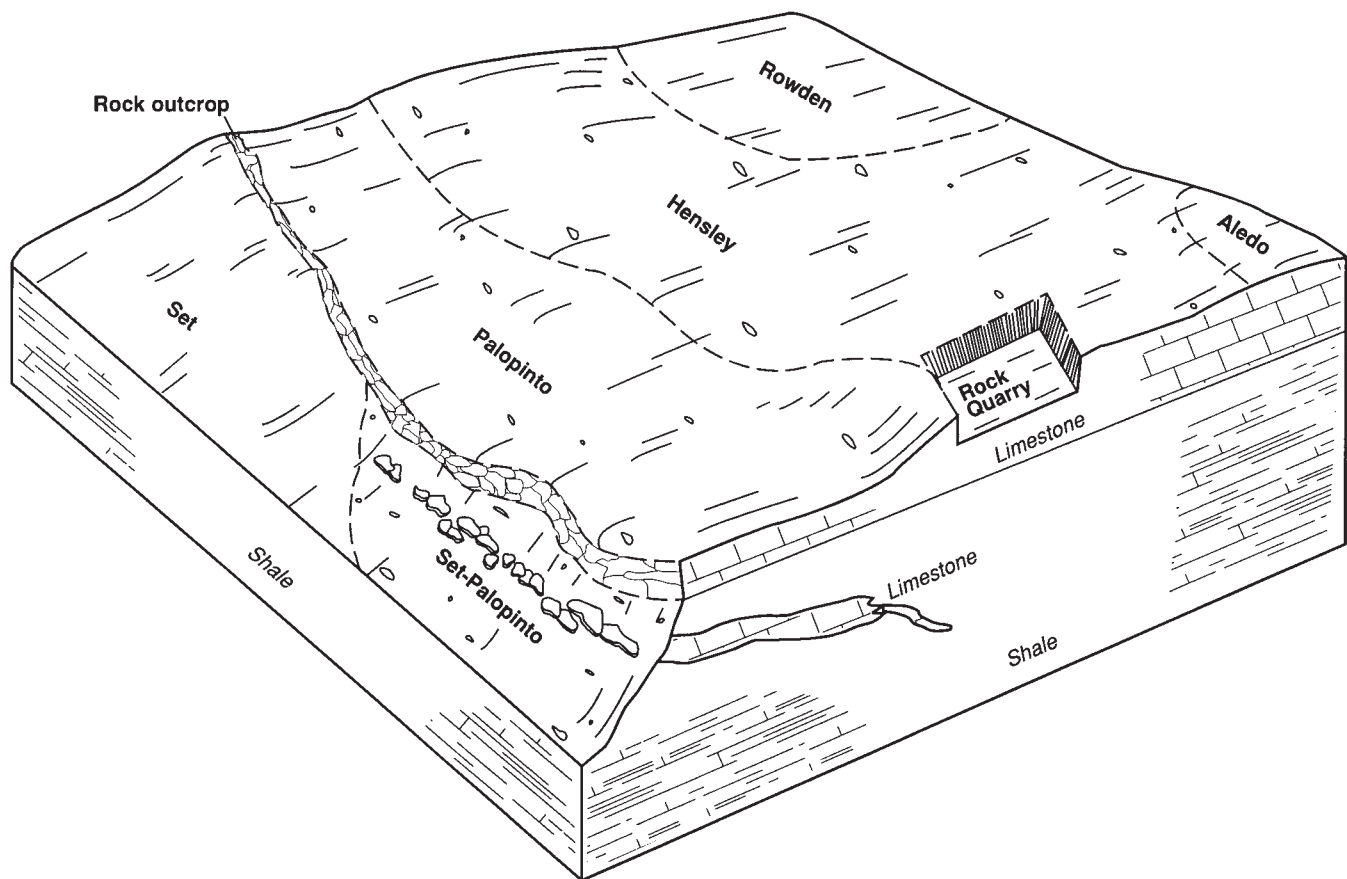 Rowden
Rock outcrop
Hensley
Aledo
Set
Palopinto
Rock
Quarry
Limestone
Set-Palopinto
Shale
Limestone
Shale